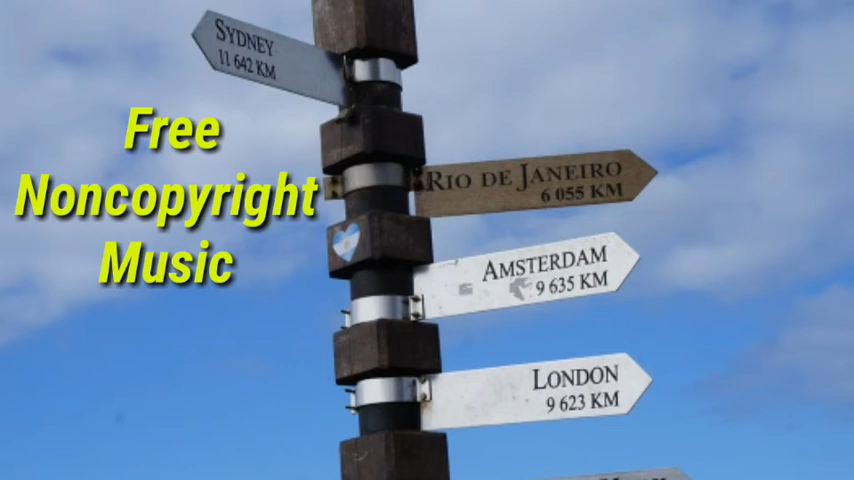 SYDNEY
11 642 KM
Free
Noncopyright
Music
RIO DE JANEIRO
6 055 KM
AMSTERDAM
9 635 KM
LONDON
9 623 KM